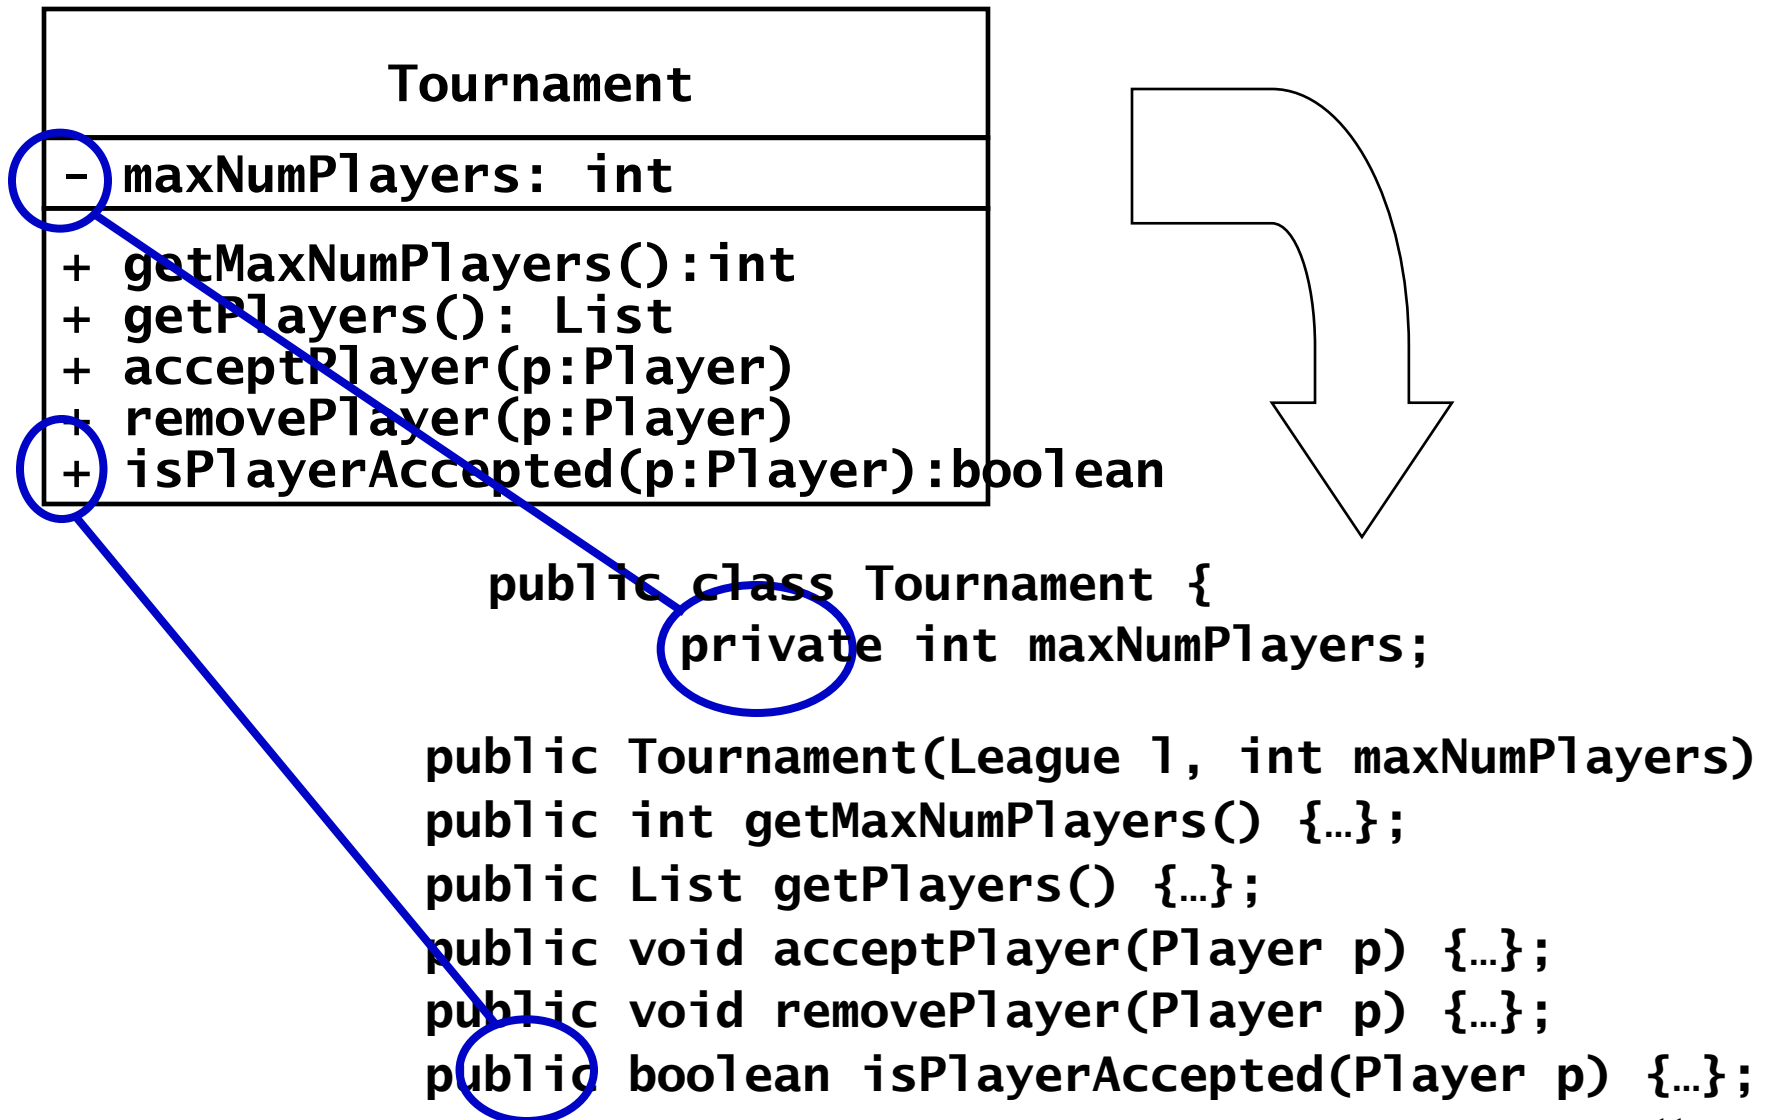 Tournament
- maxNumPlayers: int
+ getMaxNumPlayers():int
+ getPlayers(): List
+ acceptPlayer(p:Player)
+ removePlayer(p:Player)
+ isPlayerAccepted(p:Player):boolean
public class Tournament {
private int maxNumPlayers;
public Tournament(League l, int maxNumPlayers)
public int getMaxNumPlayers() {…};
public List getPlayers() {…};
public void acceptPlayer(Player p) {…};
public void removePlayer(Player p) {…};
public boolean isPlayerAccepted(Player p) {…};